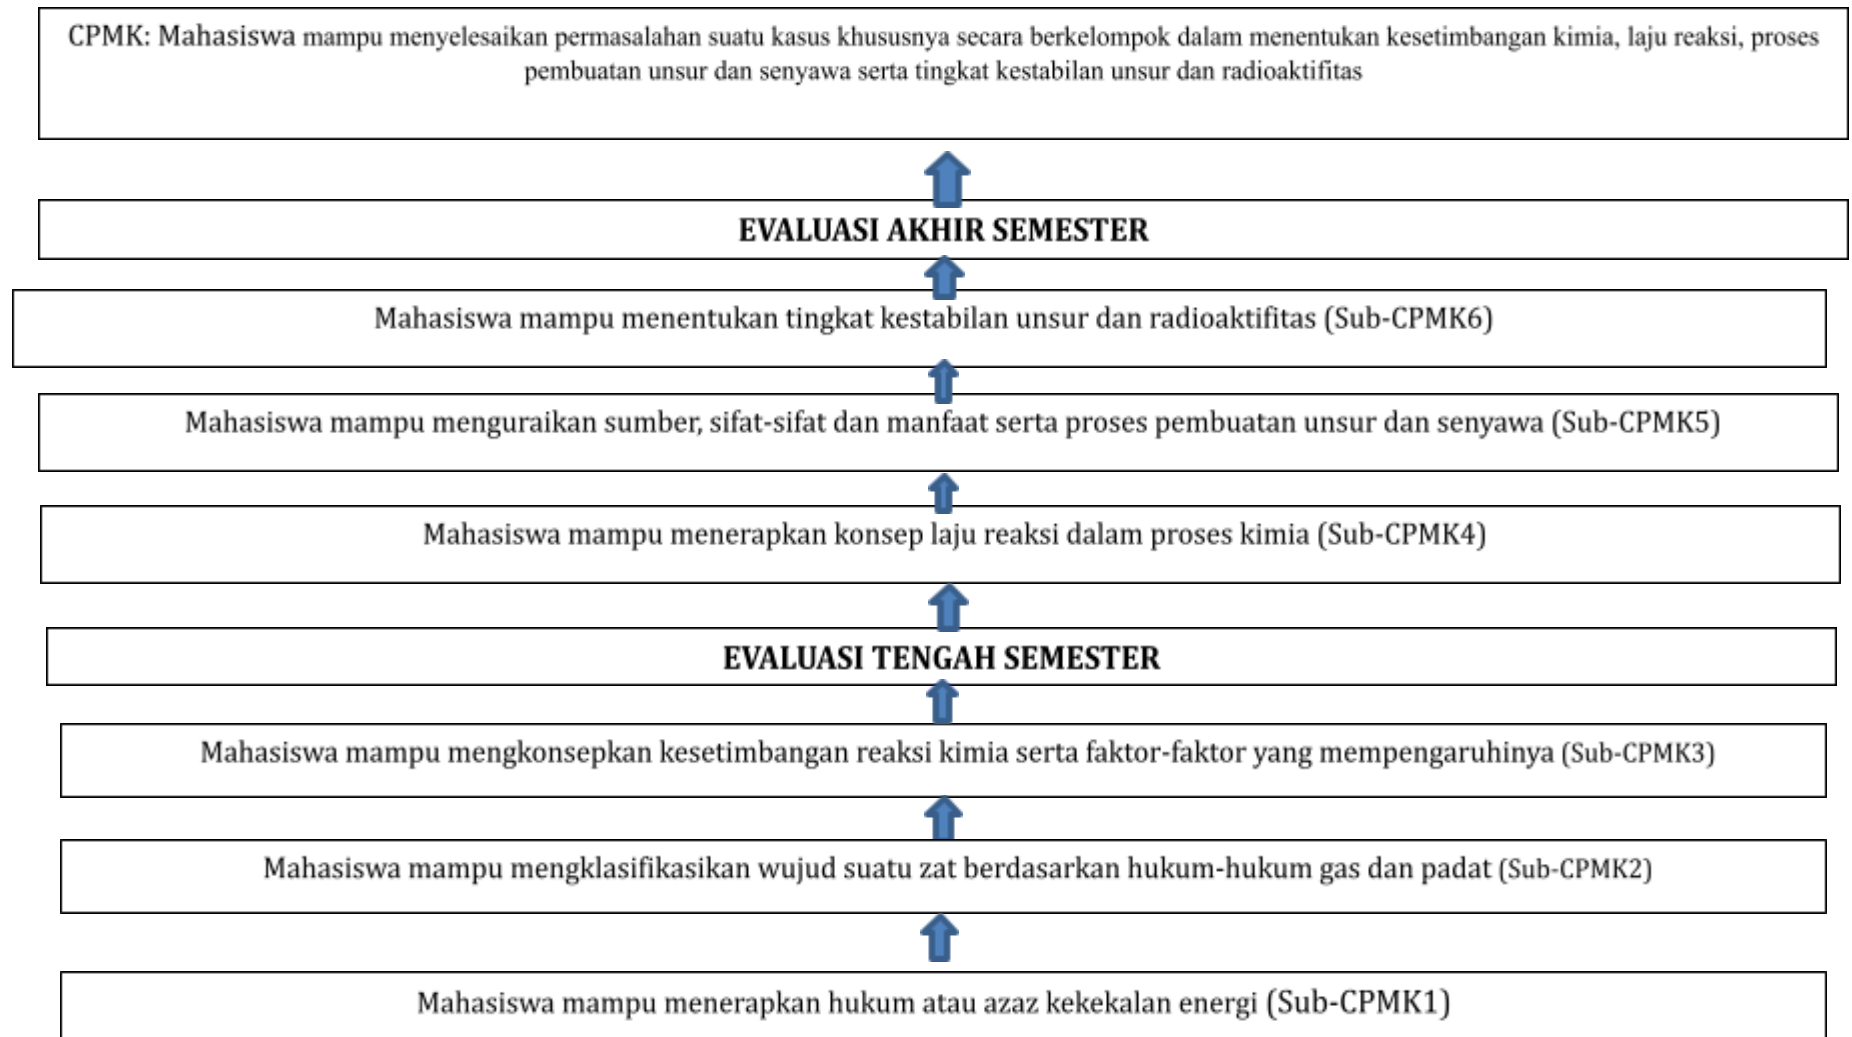 CPMK: Mahasiswa mampu menyelesaikan permasalahan suatu kasus khususnya secara berkelompok dalam menentukan kesetimbangan kimia, laju reaksi, proses
pembuatan unsur dan senyawa serta tingkat kestabilan unsur dan radioaktifitas
EVALUASI AKHIR SEMESTER
Mahasiswa mampu menentukan tingkat kestabilan unsur dan radioaktifitas (Sub-CPMK6)
Mahasiswa mampu menguraikan sumber, sifat-sifat dan manfaat serta proses pembuatan unsur dan senyawa (Sub-CPMK5)
Mahasiswa mampu menerapkan konsep laju reaksi dalam proses kimia (Sub-CPMK4)
EVALUASI TENGAH SEMESTER
Mahasiswa mampu mengkonsepkan kesetimbangan reaksi kimia serta faktor-faktor yang mempengaruhinya (Sub-CPMK3)
Mahasiswa mampu mengklasifikasikan wujud suatu zat berdasarkan hukum-hukum gas dan padat (Sub-CPMK2)
Mahasiswa mampu menerapkan hukum atau azaz kekekalan energi (Sub-CPMK1)